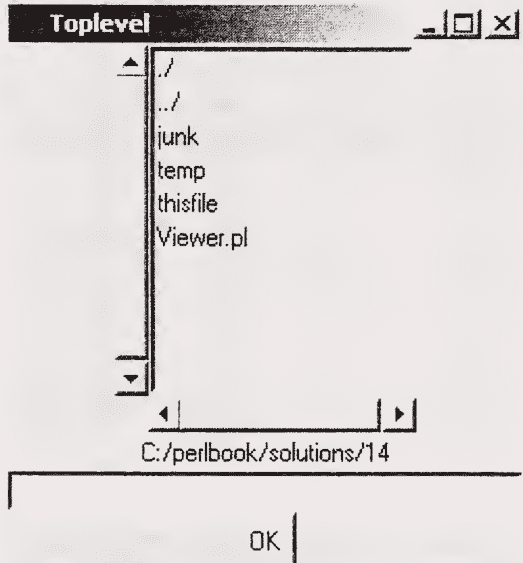 Toplevel
./
../
junk
temp
thisfile
Viewer.pl
C:/perlbook/solutions/14
OK